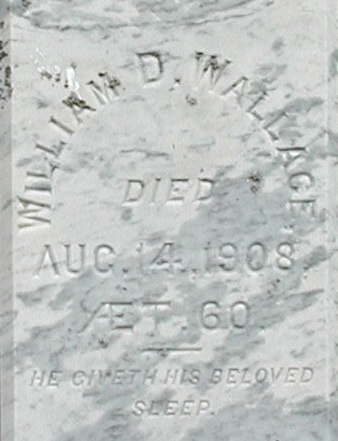 WILLIAM D. WALLACE,
DIED
AUG. 14, 1908.
ÆT. 60.
HE GIVETH HIS BELOVED
SLEEP.